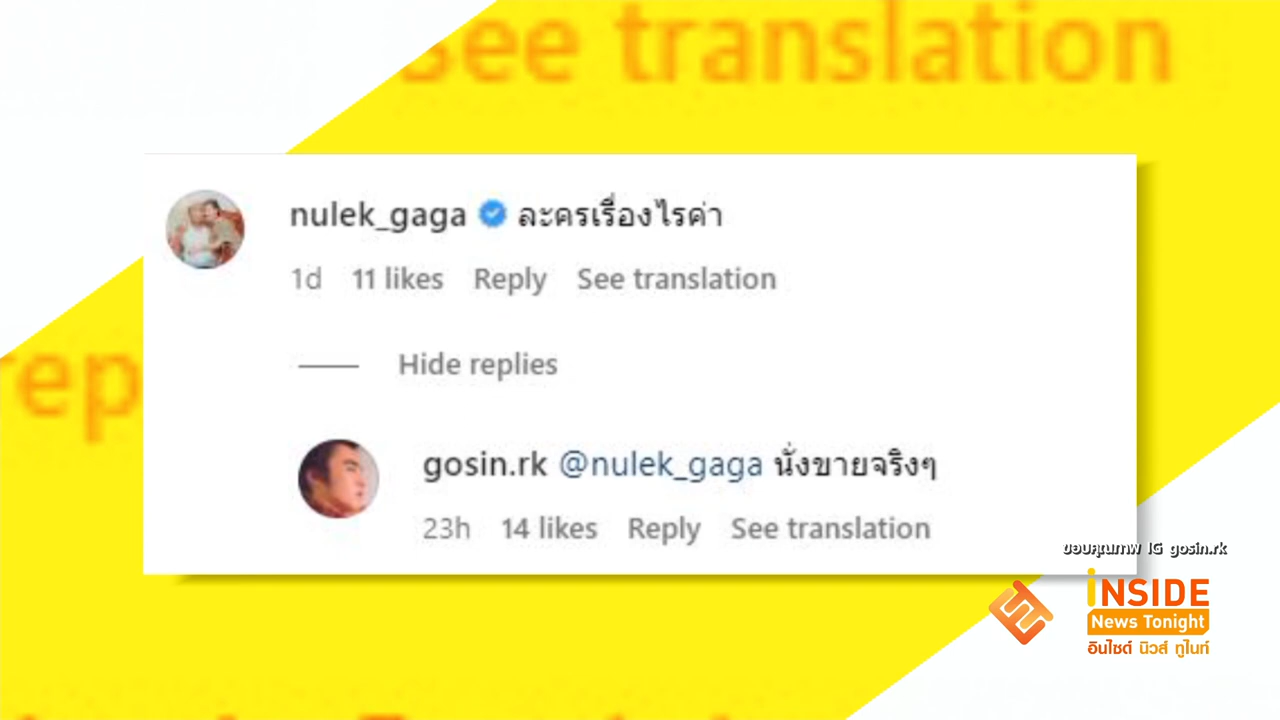 See translation
nulek_gaga ละครเรื่องไรค่า
1d 11 likes Reply See translation
Hide replies
rep
gosin.rk @nulek_gaga นั่งขายจริงๆ
23h 14 likes Reply See translation
ขอบคุณภาพ IG gosin.rk
iNSIDE
News Tonight
อินไซด์ นิวส์ ทูไนท์